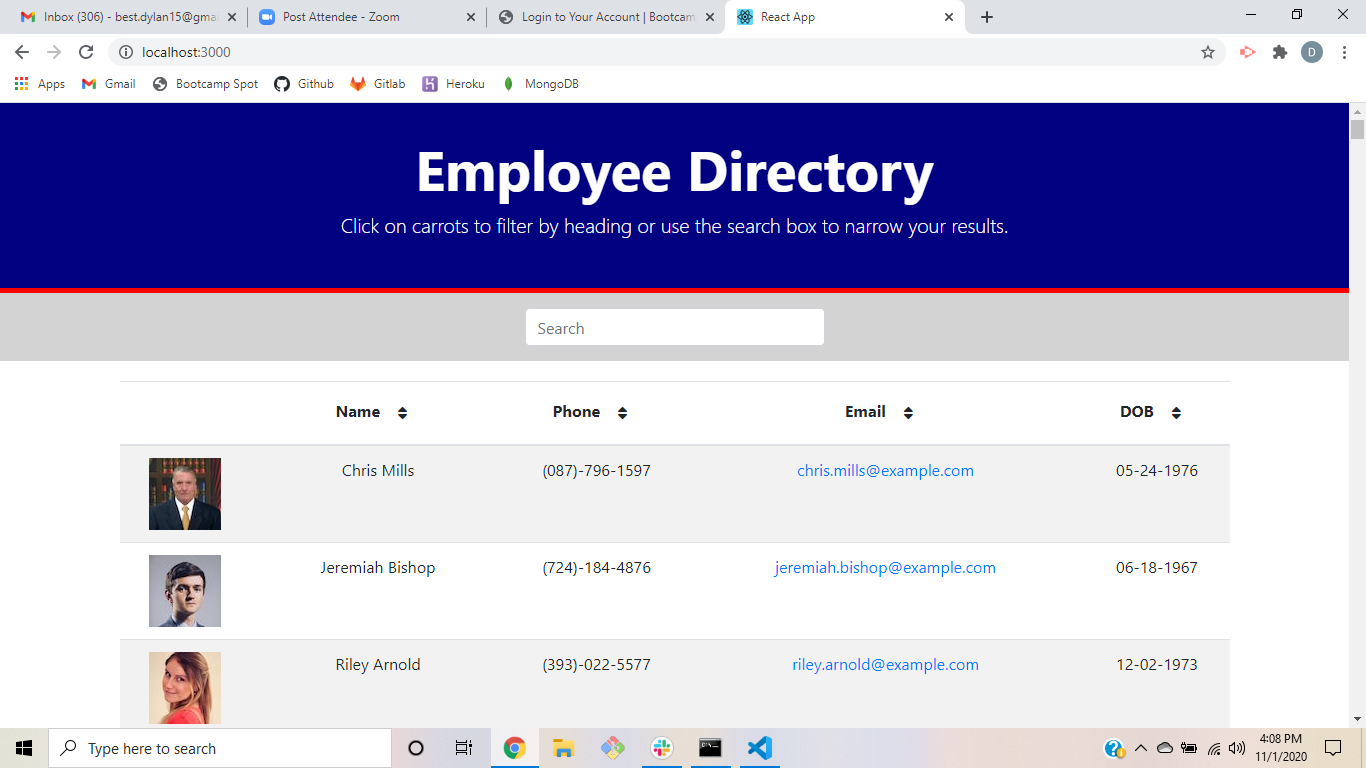 Inbox (306) - best.dylan15@gma
Post Attendee - Zoom
Login to Your Account | Bootcam
React App
localhost:3000
D
Apps
Gmail
Bootcamp Spot
Github
Gitlab
Heroku
MongoDB
Employee Directory
Click on carrots to filter by heading or use the search box to narrow your results.
Search
Name Phone Email DOB
Chris Mills (087)-796-1597 chris.mills@example.com 05-24-1976
Jeremiah Bishop (724)-184-4876 jeremiah.bishop@example.com 06-18-1967
Riley Arnold (393)-022-5577 riley.arnold@example.com 12-02-1973
Type here to search
4:08 PM
11/1/2020